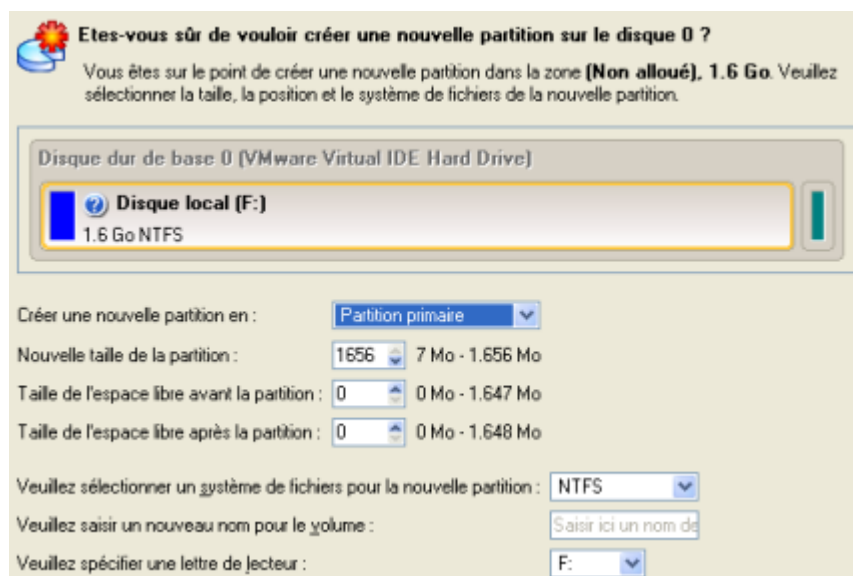 Etes-vous sûr de vouloir créer une nouvelle partition sur le disque 0 ?
Vous êtes sur le point de créer une nouvelle partition dans la zone (Non alloué), 1.6 Go. Veuillez
sélectionner la taille, la position et le système de fichiers de la nouvelle partition.
Disque dur de base 0 (VMware Virtual IDE Hard Drive)
Disque local (F:)
1.6 Go NTFS
Créer une nouvelle partition en : Partition primaire
Nouvelle taille de la partition : 1656 7 Mo - 1.656 Mo
Taille de l'espace libre avant la partition : 0 0 Mo - 1.647 Mo
Taille de l'espace libre après la partition : 0 0 Mo - 1.648 Mo
Veuillez sélectionner un système de fichiers pour la nouvelle partition : NTFS
Veuillez saisir un nouveau nom pour le volume : Saisir ici un nom de
Veuillez spécifier une lettre de lecteur : F: